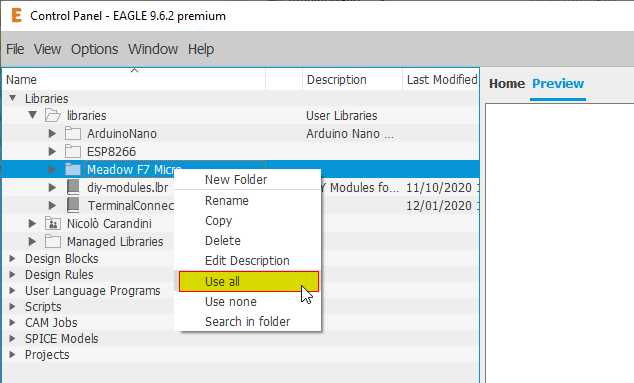 Control Panel - EAGLE 9.6.2 premium
File View Options Window Help
Name Description Last Modified
Home Preview
Libraries
libraries User Libraries
ArduinoNano Arduino Nano ...
ESP8266
Meadow F7 Micro
New Folder
diy-modules.lbr Y Modules fo... 11/10/2020 1
Rename
TerminalConnec 12/01/2020 1
Copy
Nicolò Carandini
Delete
Managed Libraries
Edit Description
Design Blocks
Design Rules
Use all
User Language Programs
Use none
Scripts
Search in folder
CAM Jobs
SPICE Models
Projects